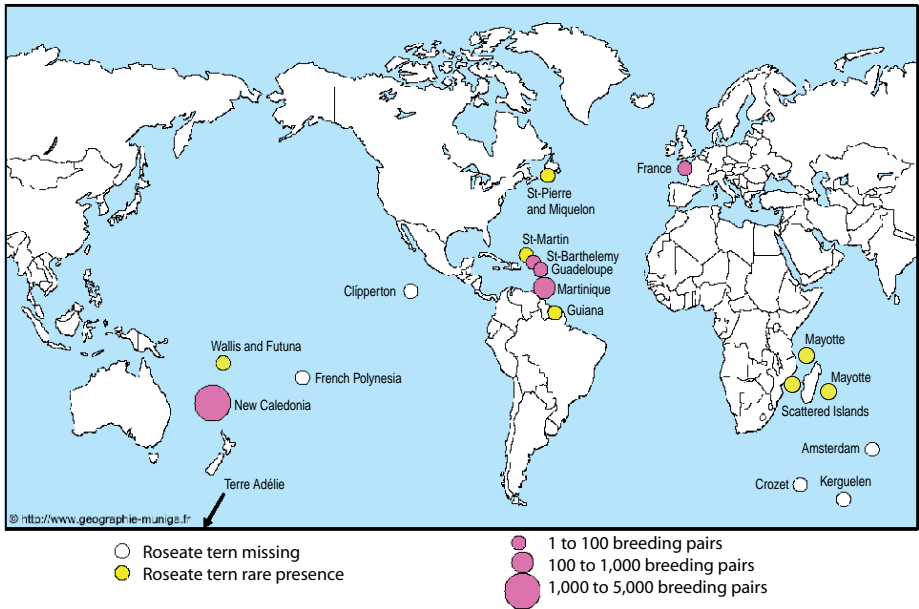 France
St-Pierre
and Miquelon
St-Martin
St-Barthelemy
Guadeloupe
Martinique
Clipperton
Guiana
Wallis and Futuna
French Polynesia
New Caledonia
Mayotte
Mayotte
Scattered Islands
Amsterdam
Crozet
Kerguelen
Terre Adélie
© http://www.geographie-muniga.fr
Roseate tern missing
Roseate tern rare presence
1 to 100 breeding pairs
100 to 1,000 breeding pairs
1,000 to 5,000 breeding pairs